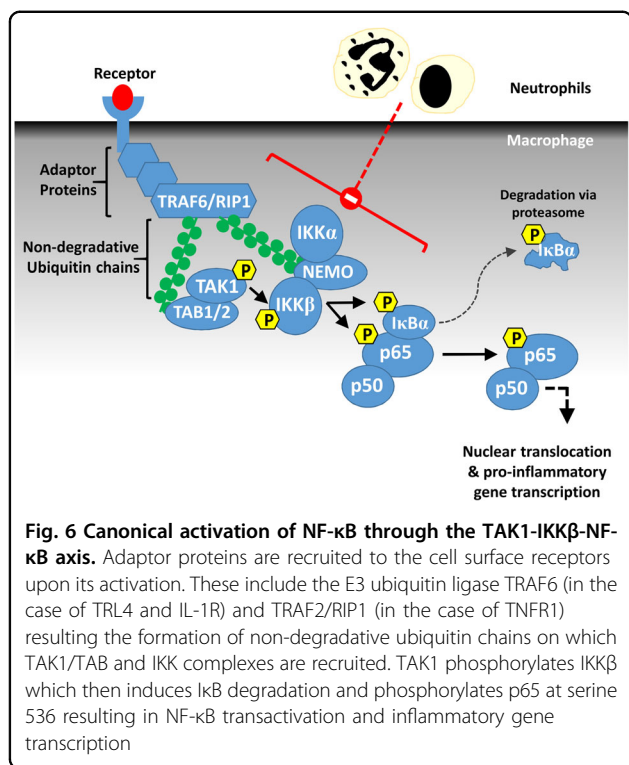 Receptor
Neutrophils
Macrophage
Adaptor
Proteins
TRAF6/RIP1
Degradation via
proteasome
P
IκBα
Non-degradative
Ubiquitin chains
IKKα
NEMO
TAK1
P
TAB1/2
P
IKKβ
P
IκBα
P
p65
p50
P
p65
p50
Nuclear translocation
& pro-inflammatory
gene transcription
Fig. 6 Canonical activation of NF-κB through the TAK1-IKKβ-NF-
κB axis. Adaptor proteins are recruited to the cell surface receptors
upon its activation. These include the E3 ubiquitin ligase TRAF6 (in the
case of TRL4 and IL-1R) and TRAF2/RIP1 (in the case of TNFR1)
resulting the formation of non-degradative ubiquitin chains on which
TAK1/TAB and IKK complexes are recruited. TAK1 phosphorylates IKKβ
which then induces IκB degradation and phosphorylates p65 at serine
536 resulting in NF-κB transactivation and inflammatory gene
transcription